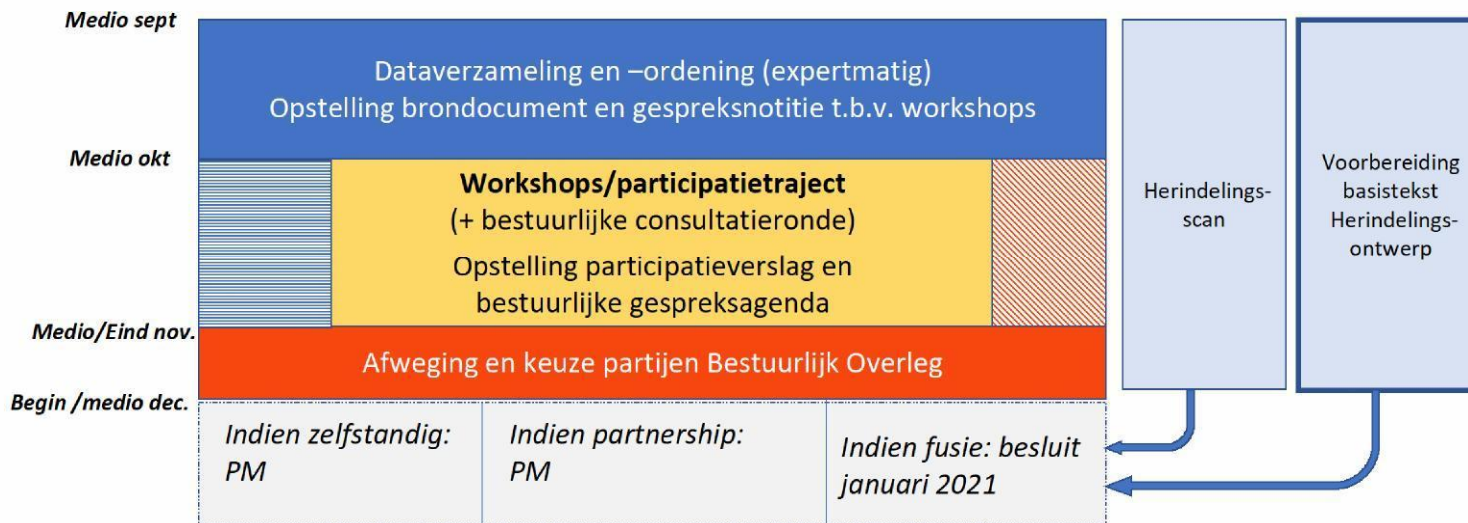 Medio sept
Dataverzameling en –ordening (expertmatig)
Opstelling brondocument en gespreksnotitie t.b.v. workshops
Medio okt
Workshops/participatietraject
(+ bestuurlijke consultatieronde)
Opstelling participatieverslag en
bestuurlijke gespreksagenda
Medio/Eind nov.
Afweging en keuze partijen Bestuurlijk Overleg
Begin /medio dec.
Indien zelfstandig:
PM
Indien partnership:
PM
Indien fusie: besluit
januari 2021
Herindelings-
scan
Voorbereiding
basistekst
Herindelings-
ontwerp